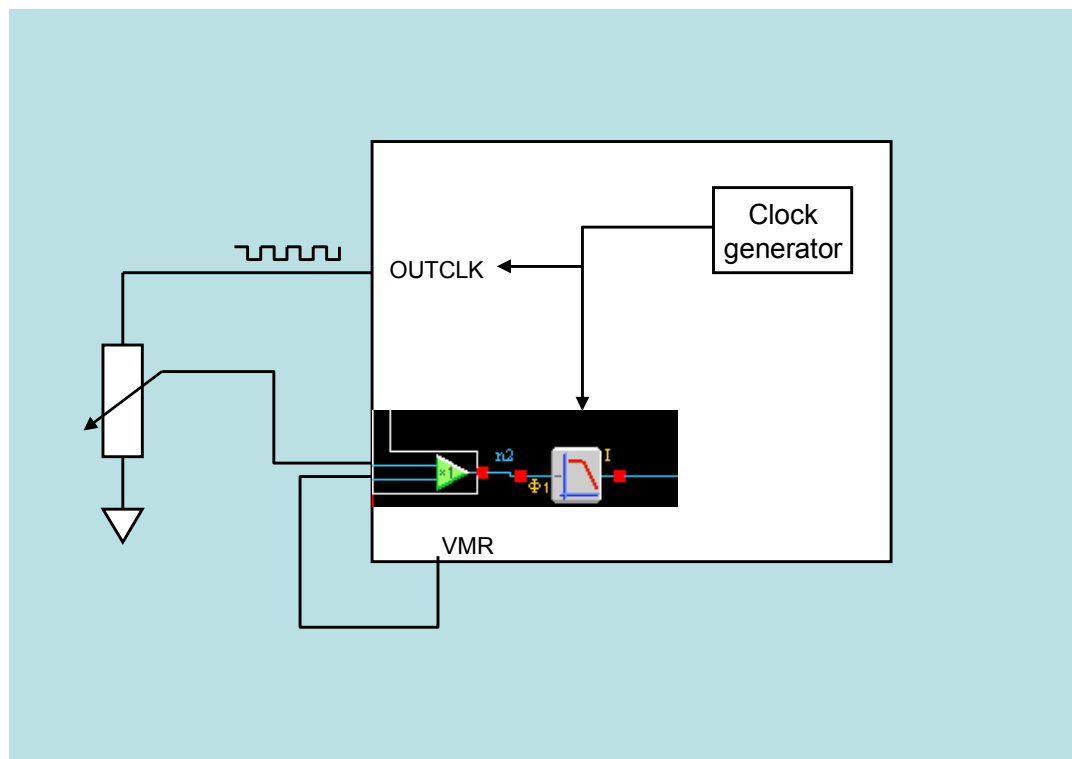 Clock
generator
OUTCLK
×1
n2
Φ1
I
VMR